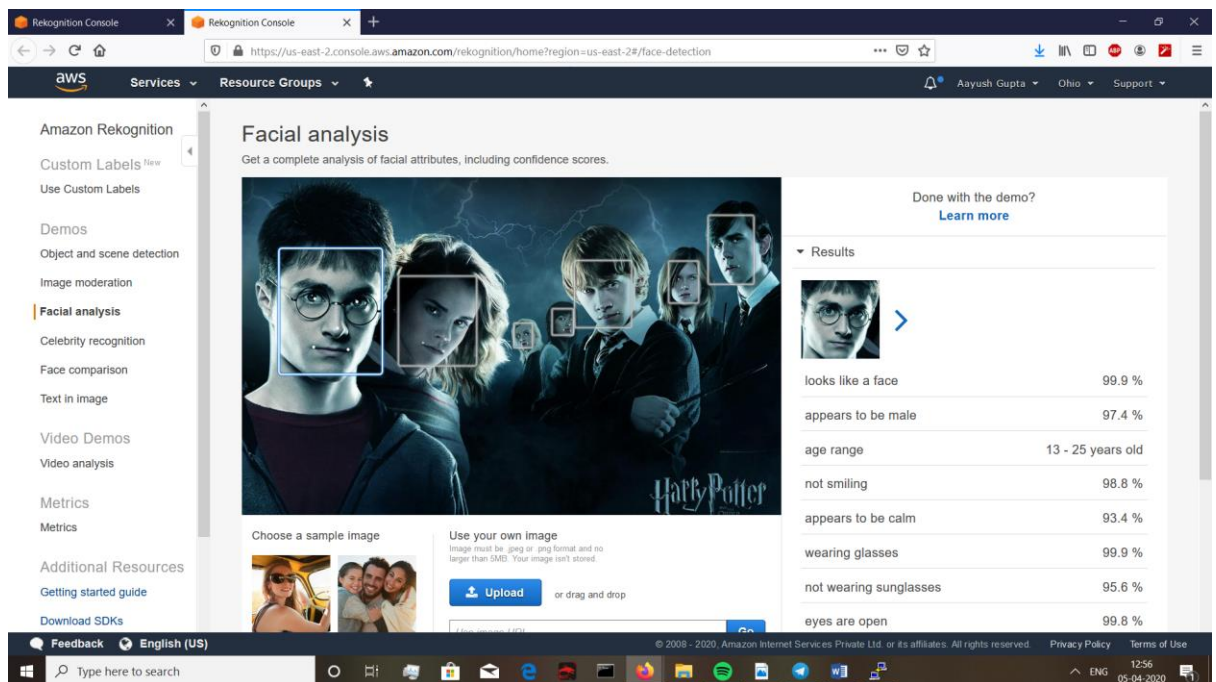 Rekognition Console
Rekognition Console
https://us-east-2.console.aws.amazon.com/rekognition/home?region=us-east-2#/face-detection
ABP
aws
Services
Resource Groups
Aayush Gupta
Ohio
Support
Amazon Rekognition
Custom Labels New
Use Custom Labels
Demos
Object and scene detection
Image moderation
Facial analysis
Celebrity recognition
Face comparison
Text in image
Video Demos
Video analysis
Metrics
Metrics
Additional Resources
Getting started guide
Download SDKs
Facial analysis
Get a complete analysis of facial attributes, including confidence scores.
Harry Potter
Choose a sample image
Use your own image
Image must be .jpeg or .png format and no
larger than 5MB. Your image isn't stored.
Upload
or drag and drop
Use image URL
Go
Done with the demo?
Learn more
Results
looks like a face 99.9 %
appears to be male 97.4 %
age range 13 - 25 years old
not smiling 98.8 %
appears to be calm 93.4 %
wearing glasses 99.9 %
not wearing sunglasses 95.6 %
eyes are open 99.8 %
Feedback
English (US)
© 2008 - 2020, Amazon Internet Services Private Ltd. or its affiliates. All rights reserved.
Privacy Policy
Terms of Use
Type here to search
ENG
12:56
05-04-2020